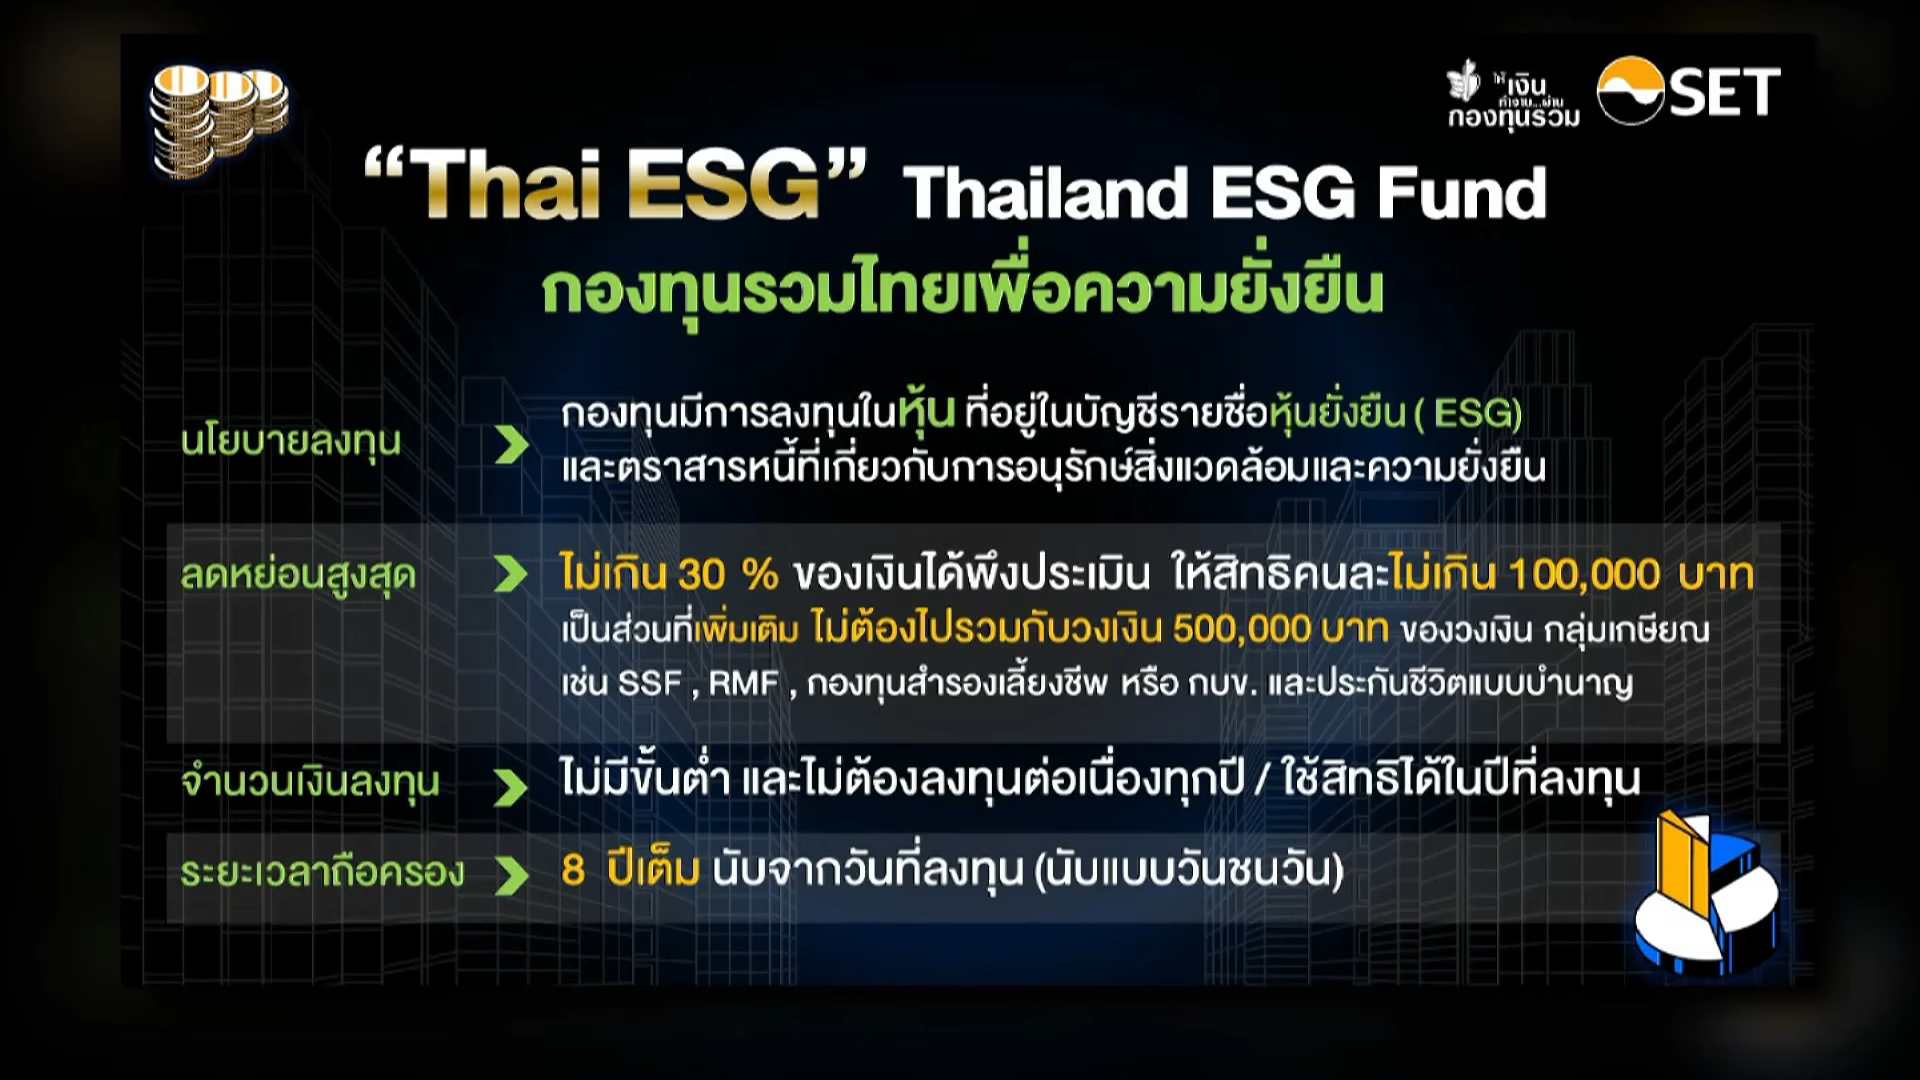 ให้เงิน
ทำงาน...ผ่าน
กองทุนรวม
SET
“Thai ESG” Thailand ESG Fund
กองทุนรวมไทยเพื่อความยั่งยืน
นโยบายลงทุน
กองทุนมีการลงทุนในหุ้น ที่อยู่ในบัญชีรายชื่อหุ้นยั่งยืน ( ESG)
และตราสารหนี้ที่เกี่ยวกับการอนุรักษ์สิ่งแวดล้อมและความยั่งยืน
ลดหย่อนสูงสุด
ไม่เกิน 30 % ของเงินได้พึงประเมิน ให้สิทธิคนละไม่เกิน 100,000 บาท
เป็นส่วนที่เพิ่มเติม ไม่ต้องไปรวมกับวงเงิน 500,000 บาท ของวงเงิน กลุ่มเกษียณ
เช่น SSF , RMF , กองทุนสำรองเลี้ยงชีพ หรือ กบข. และประกันชีวิตแบบบำนาญ
จำนวนเงินลงทุน
ไม่มีขั้นต่ำ และไม่ต้องลงทุนต่อเนื่องทุกปี / ใช้สิทธิได้ในปีที่ลงทุน
ระยะเวลาถือครอง
8 ปีเต็ม นับจากวันที่ลงทุน (นับแบบวันชนวัน)